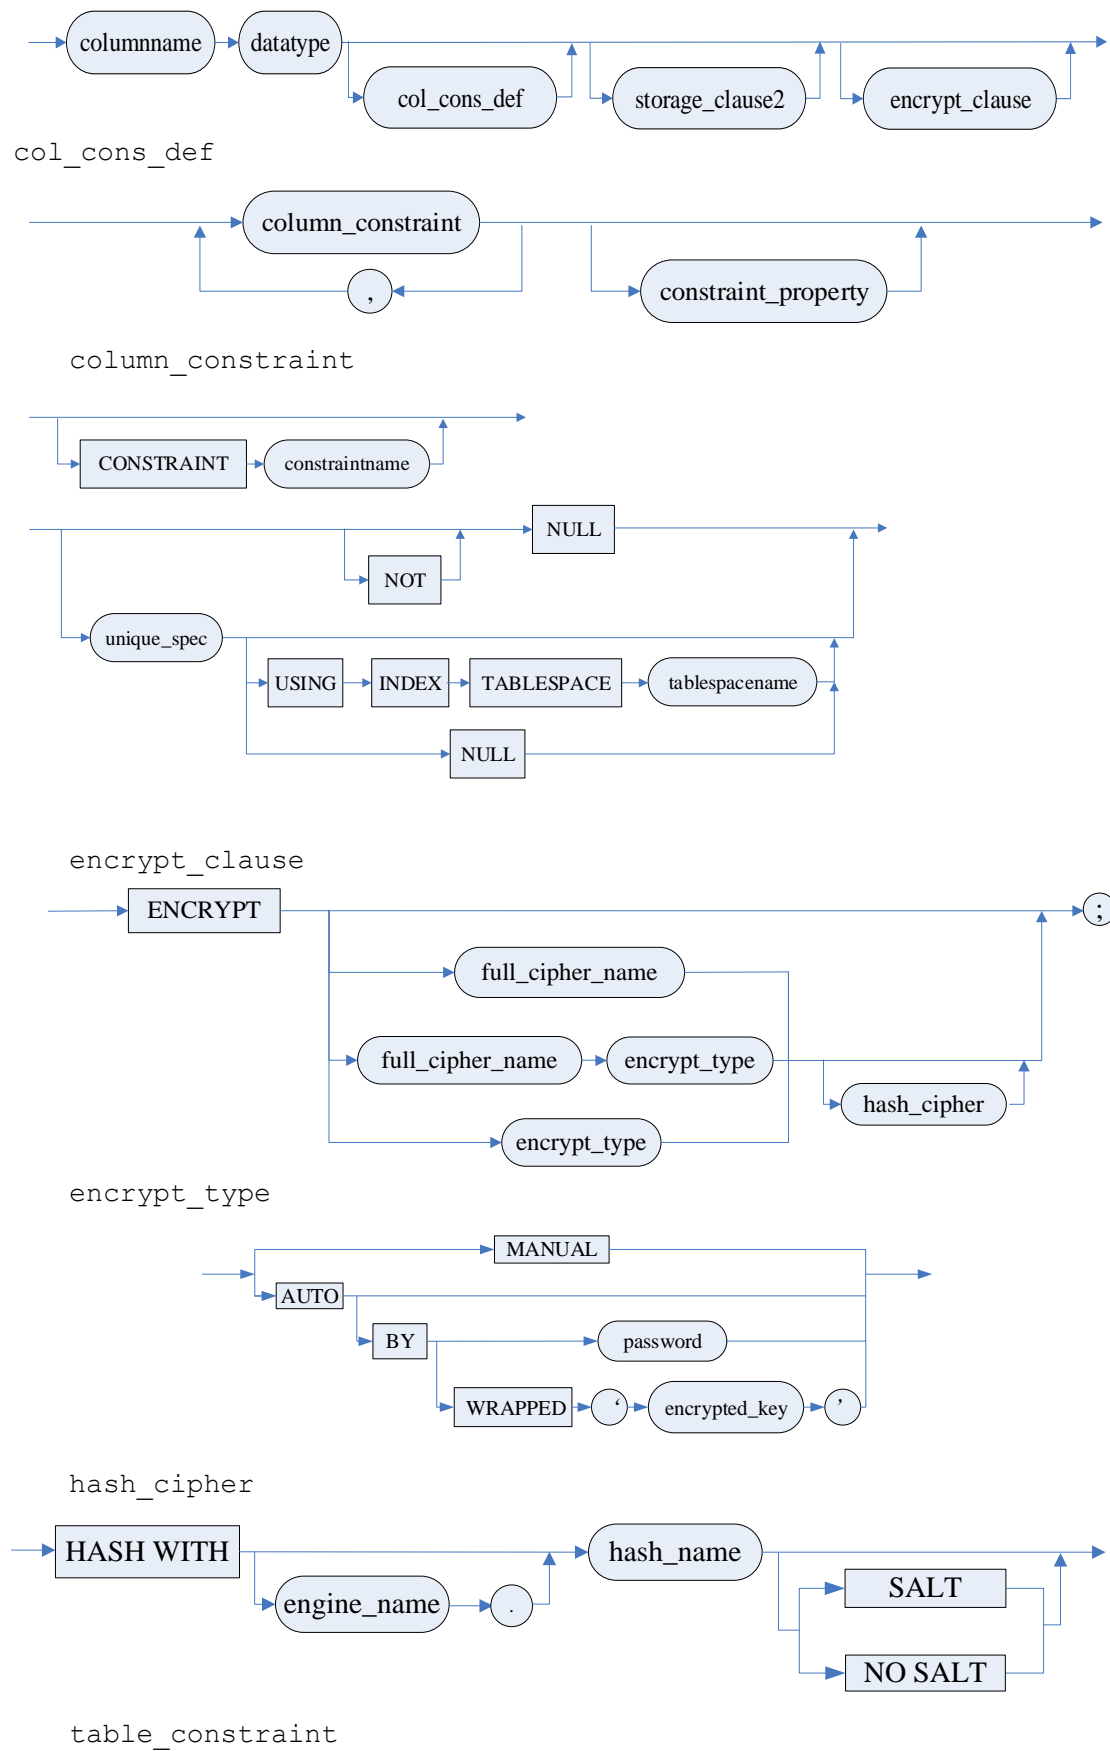 columnname datatype
col_cons_def storage_clause2 encrypt_clause
col_cons_def
column_constraint
, constraint_property
column_constraint
CONSTRAINT constraintname
NULL
NOT
unique_spec
USING INDEX TABLESPACE tablespacename
NULL
encrypt_clause
ENCRYPT ;
full_cipher_name
full_cipher_name encrypt_type
hash_cipher
encrypt_type
encrypt_type
MANUAL
AUTO
BY password
WRAPPED ‘ encrypted_key ’
hash_cipher
HASH WITH hash_name
engine_name . SALT
NO SALT
table_constraint